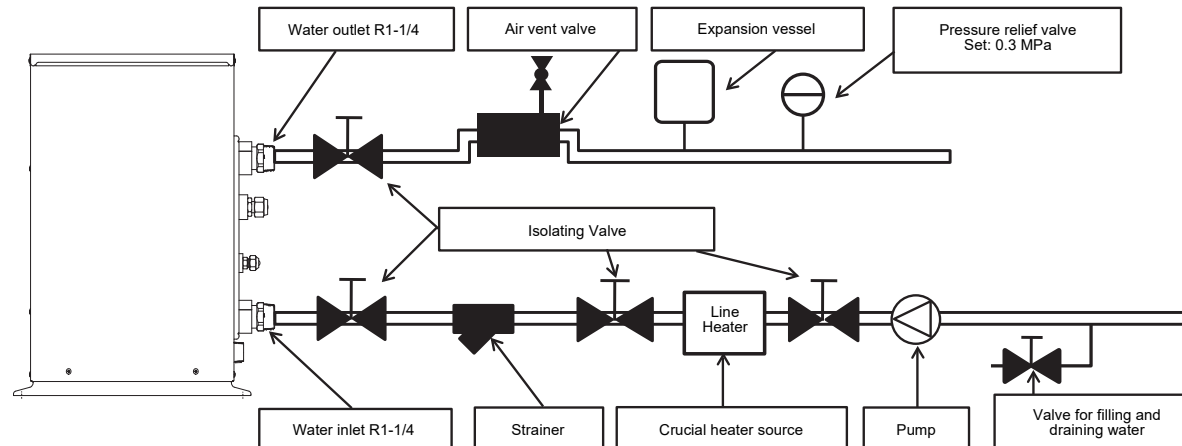 Water outlet R1-1/4
Air vent valve
Expansion vessel
Pressure relief valve
Set: 0.3 MPa
Isolating Valve
Line
Heater
Water inlet R1-1/4
Strainer
Crucial heater source
Pump
Valve for filling and
draining water